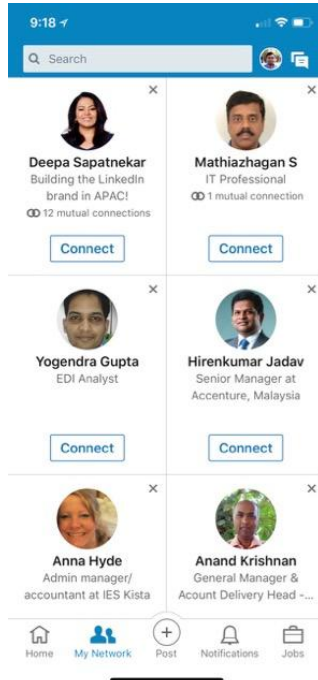 9:18
Search
Deepa Sapatnekar
Building the LinkedIn
brand in APAC!
12 mutual connections
Connect
Mathiazhagan S
IT Professional
1 mutual connection
Connect
Yogendra Gupta
EDI Analyst
Connect
Hirenkumar Jadav
Senior Manager at
Accenture, Malaysia
Connect
Anna Hyde
Admin manager/
accountant at IES Kista
Anand Krishnan
General Manager &
Acount Delivery Head -...
Home
My Network
Post
Notifications
Jobs